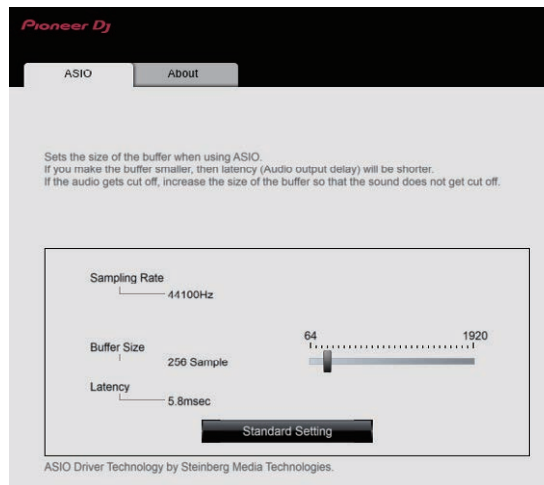 Pioneer Dj
ASIO About
Sets the size of the buffer when using ASIO.
If you make the buffer smaller, then latency (Audio output delay) will be shorter.
If the audio gets cut off, increase the size of the buffer so that the sound does not get cut off.
Sampling Rate
44100Hz
64 1920
Buffer Size
256 Sample
Latency
5.8msec
Standard Setting
ASIO Driver Technology by Steinberg Media Technologies.